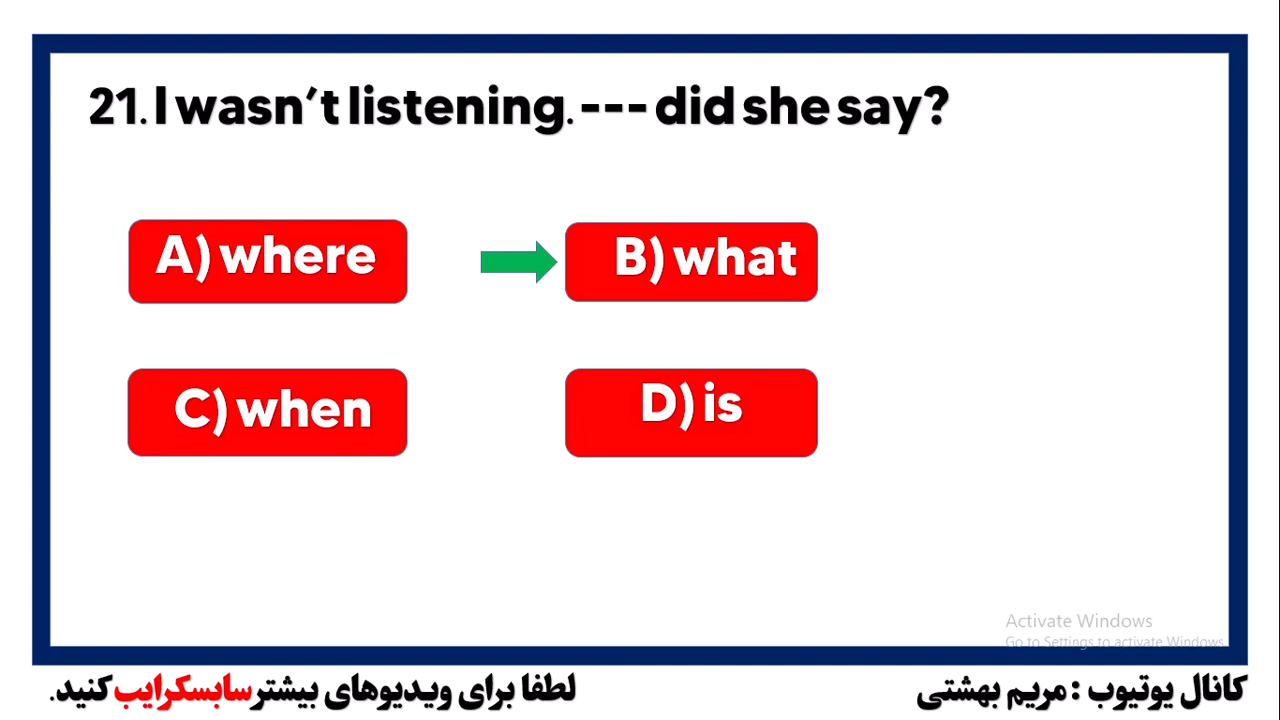 21. I wasn't listening. --- did she say?
A) where
B) what
C) when
D) is
Activate Windows
Go to Settings to activate Windows.
کانال یوتیوب : مریم بهشتی
لطفا برای ویدیوهای بیشتر سابسکرایب کنید.